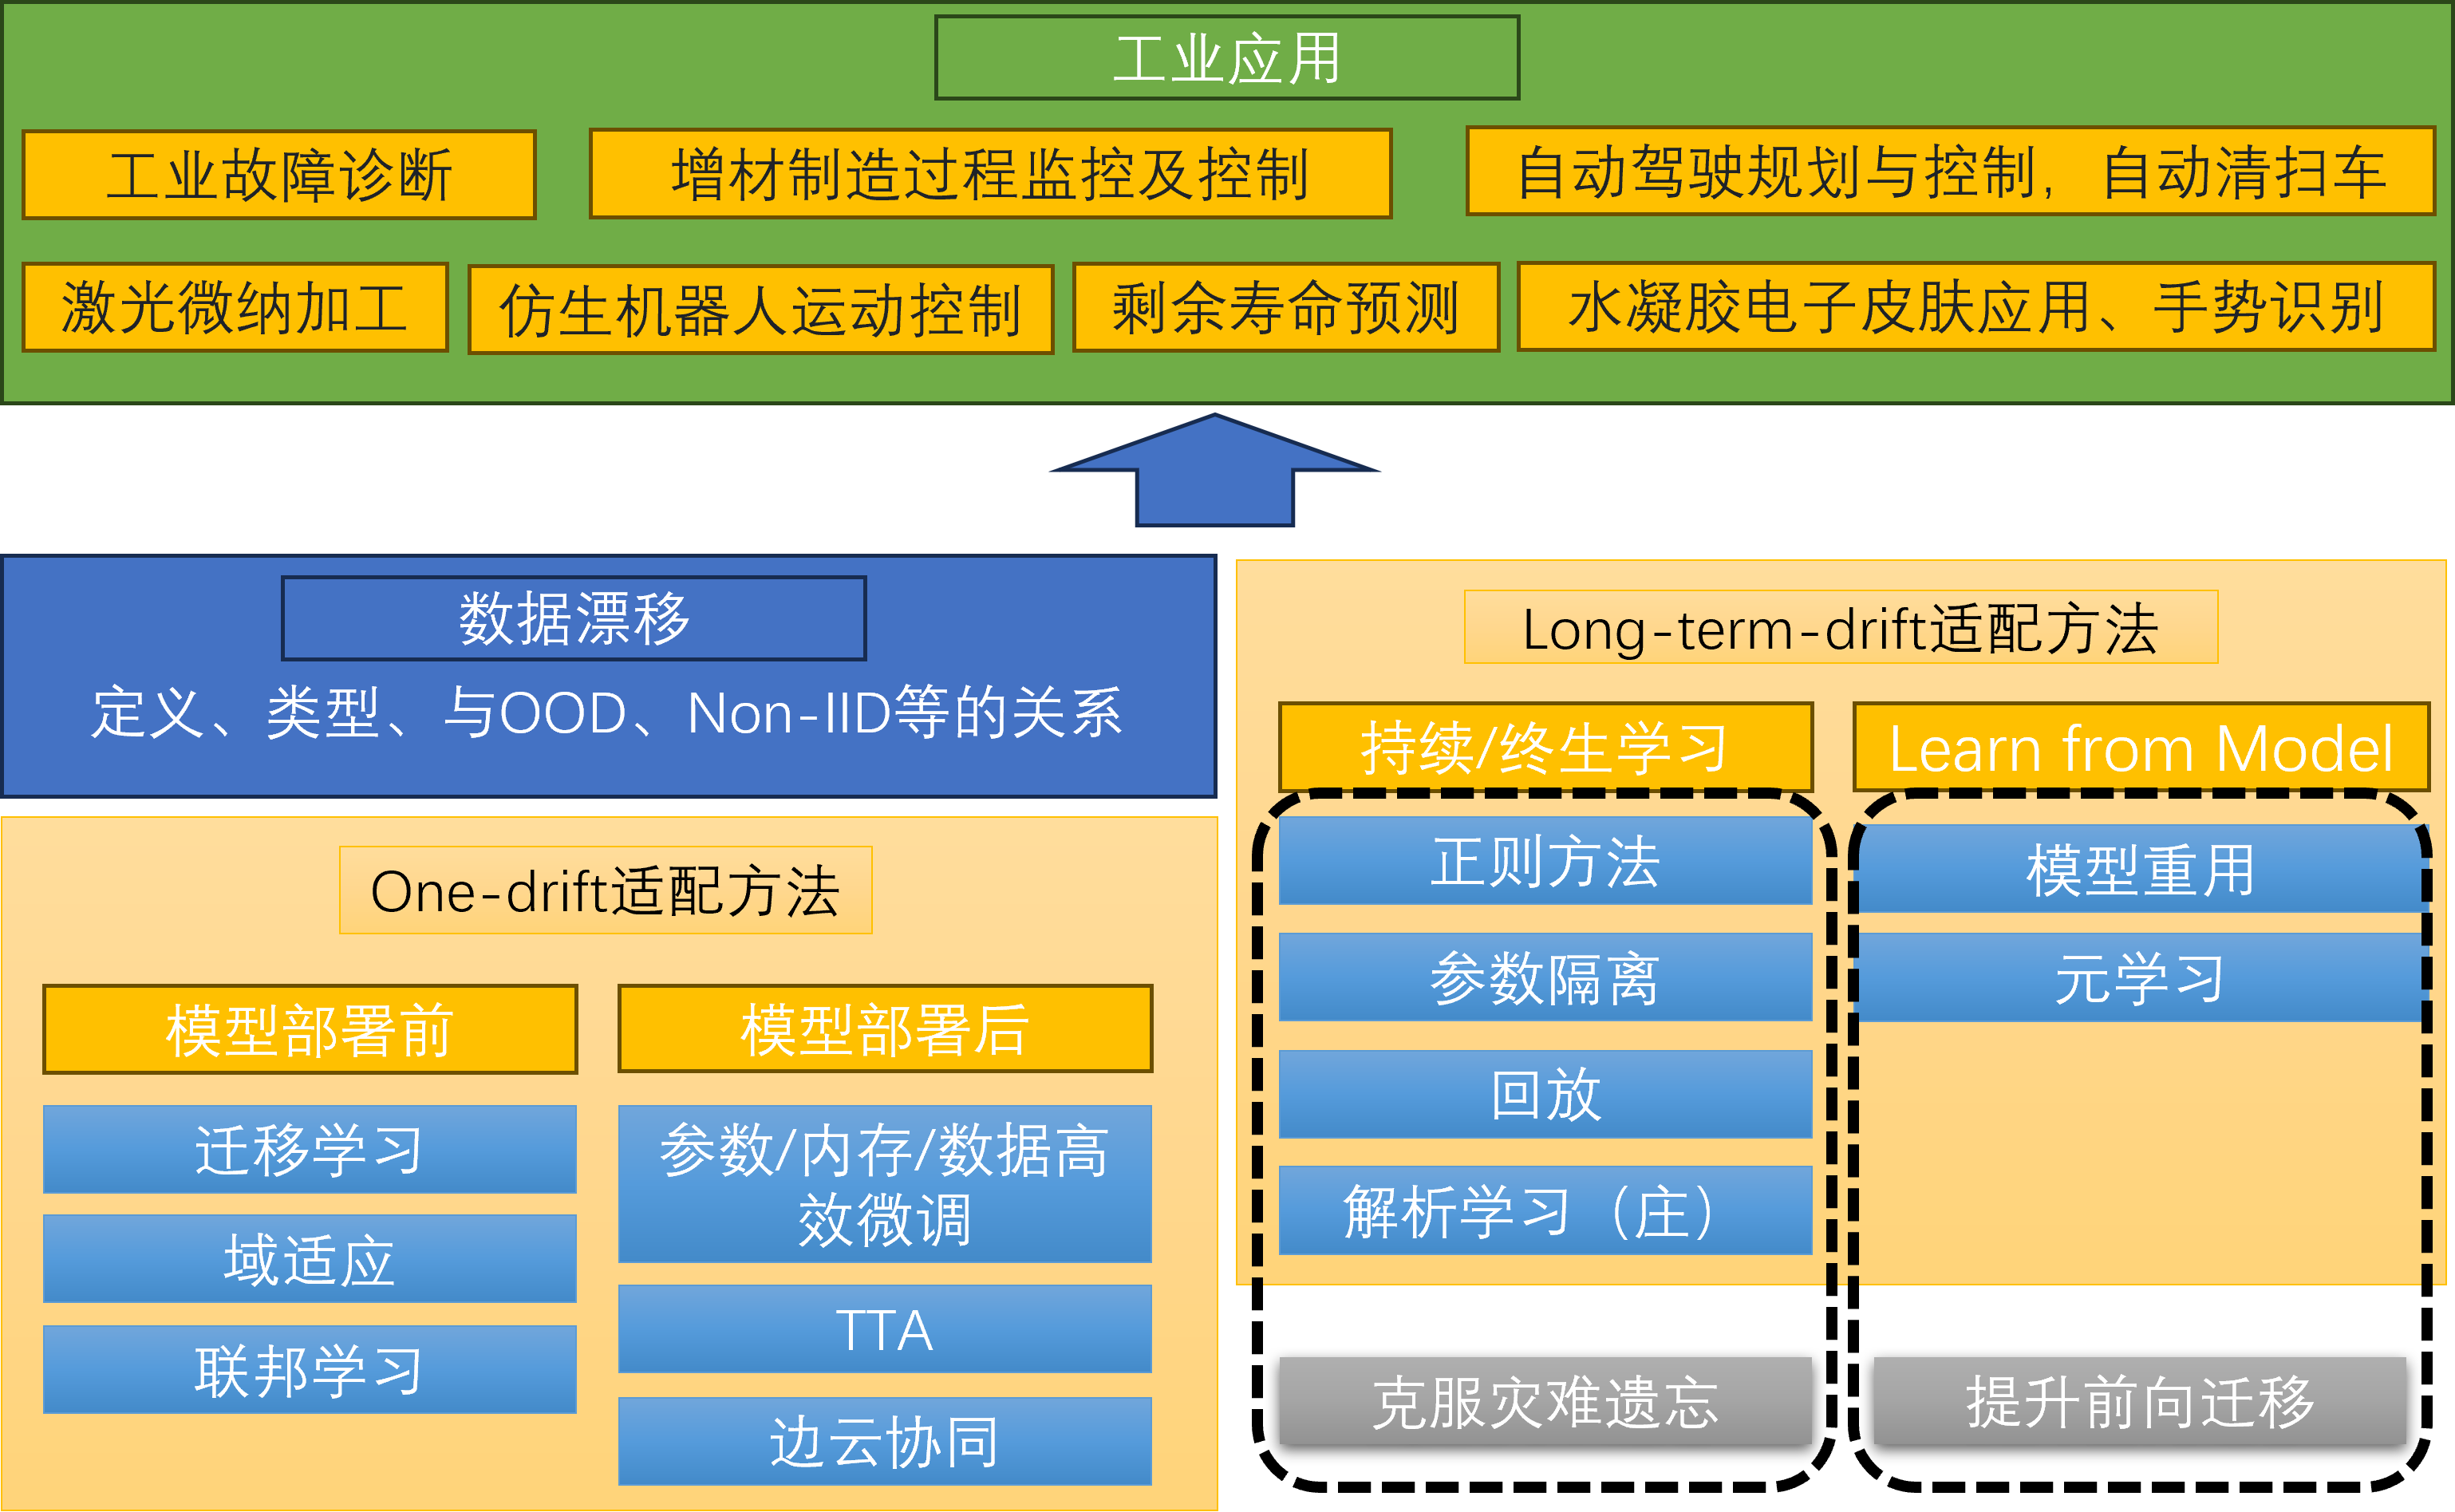 工业应用
工业故障诊断
增材制造过程监控及控制
自动驾驶规划与控制，自动清扫车
激光微纳加工
仿生机器人运动控制
剩余寿命预测
水凝胶电子皮肤应用、手势识别
数据漂移
定义、类型、与OOD、Non-IID等的关系
One-drift适配方法
模型部署前
迁移学习
域适应
联邦学习
模型部署后
参数/内存/数据高
效微调
TTA
边云协同
Long-term-drift适配方法
持续/终生学习
正则方法
参数隔离
回放
解析学习（庄）
克服灾难遗忘
Learn from Model
模型重用
元学习
提升前向迁移